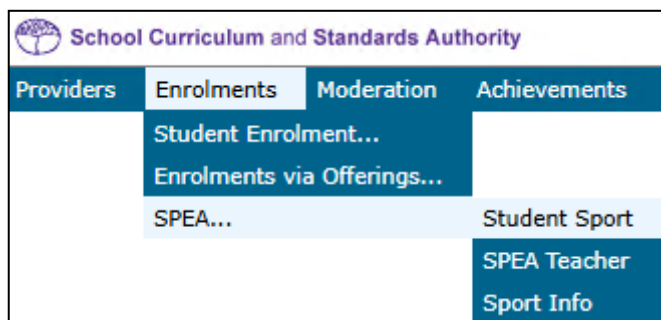 School Curriculum and Standards Authority
Providers Enrolments Moderation Achievements
Student Enrolment...
Enrolments via Offerings...
SPEA... Student Sport
SPEA Teacher
Sport Info